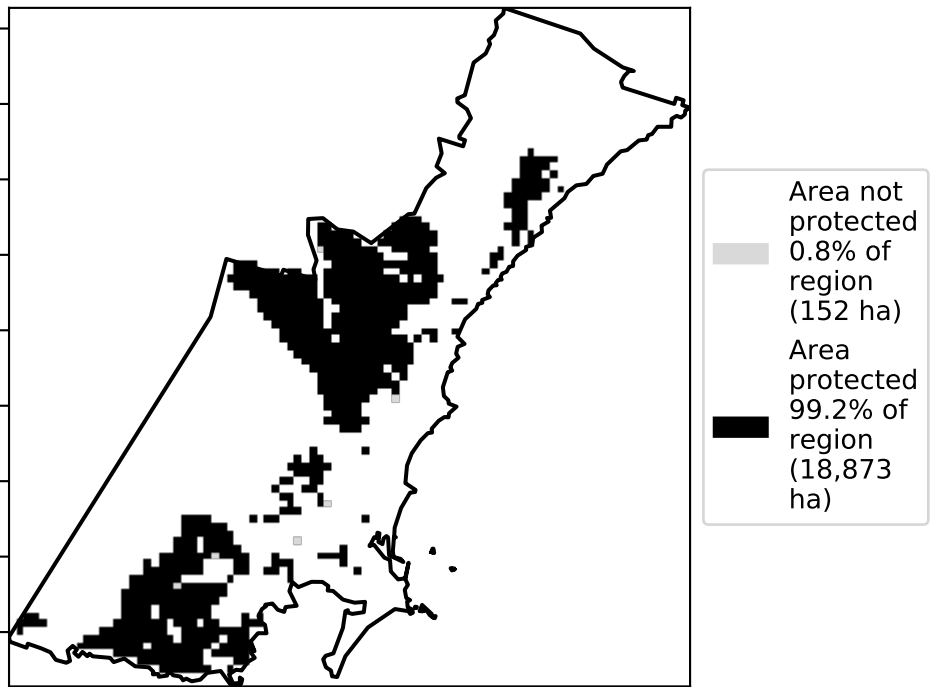 Area not
protected
0.8% of
region
(152 ha)
Area
protected
99.2% of
region
(18,873
ha)